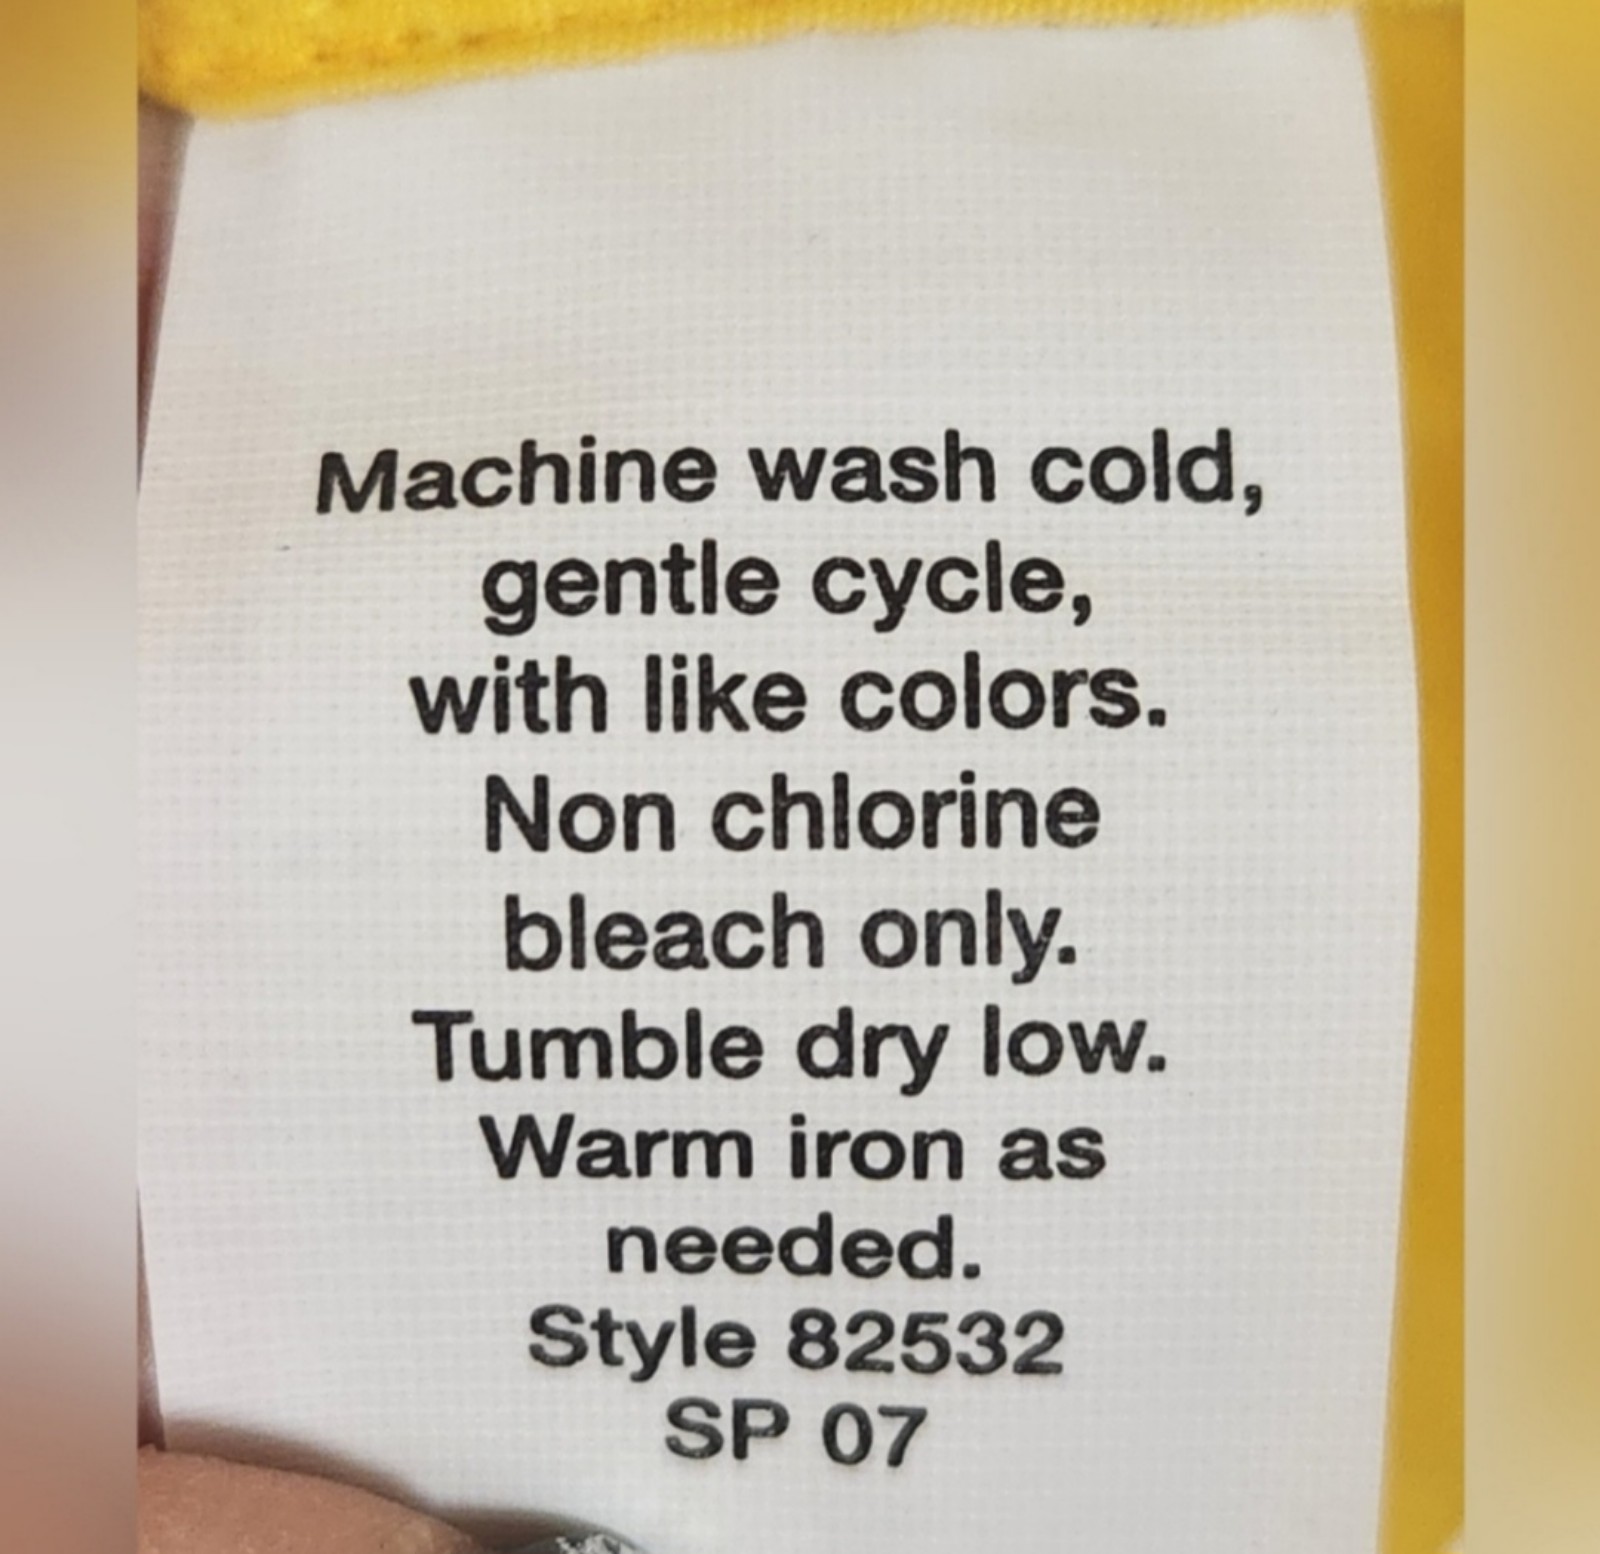 Machine wash cold,
gentle cycle,
with like colors.
Non chlorine
bleach only.
Tumble dry low.
Warm iron as
needed.
Style 82532
SP 07